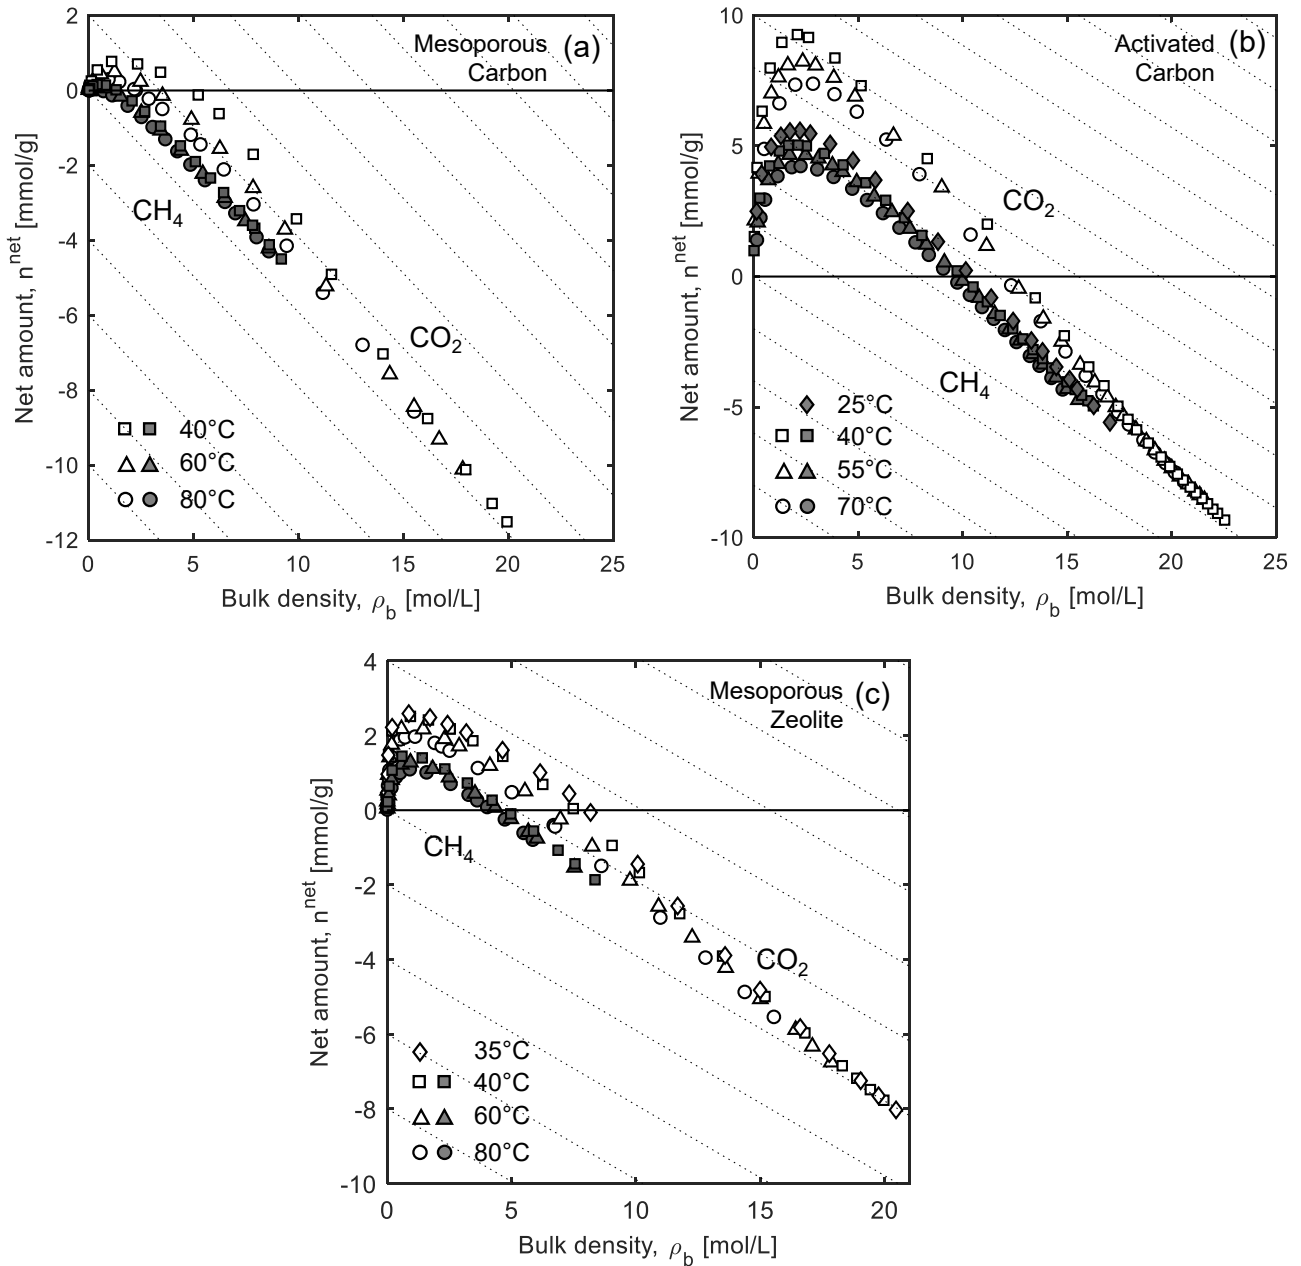 Mesoporous (a)
Carbon
2
0
-2
-4
-6
-8
-10
-12
Net amount, nⁿᵉᵗ [mmol/g]
CH₄
CO₂
40°C
60°C
80°C
0 5 10 15 20 25
Bulk density, ρb [mol/L]
Activated (b)
Carbon
10
5
0
-5
-10
Net amount, nⁿᵉᵗ [mmol/g]
CO₂
CH₄
25°C
40°C
55°C
70°C
0 5 10 15 20 25
Bulk density, ρb [mol/L]
Mesoporous (c)
Zeolite
4
2
0
-2
-4
-6
-8
-10
Net amount, nⁿᵉᵗ [mmol/g]
CH₄
CO₂
35°C
40°C
60°C
80°C
0 5 10 15 20
Bulk density, ρb [mol/L]